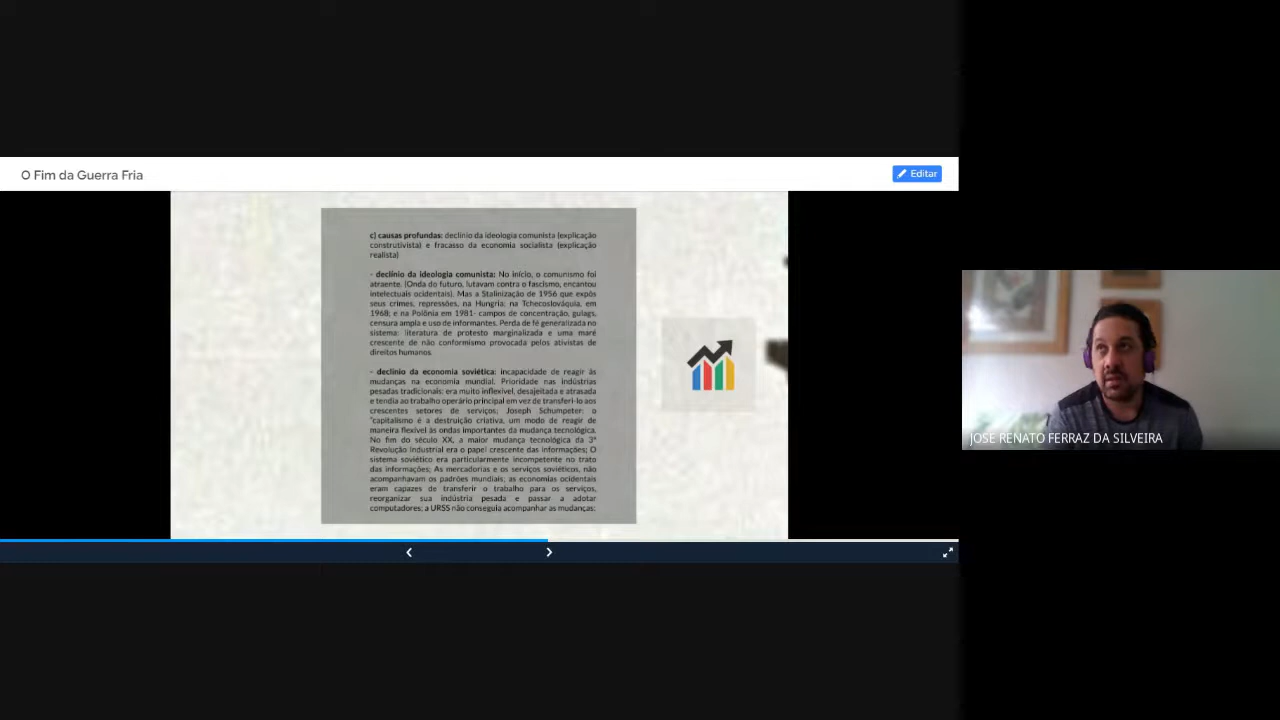 O Fim da Guerra Fria
Editar
c) causas profundas: declínio da ideologia comunista (explicação
construtivista) e fracasso da economia socialista (explicação
realista)
- declínio da ideologia comunista: No início, o comunismo foi
atraente. (Onda do futuro, lutavam contra o fascismo, encantou
intelectuais ocidentais). Mas a Stalinização de 1956 que expôs
seus crimes, repressões, na Hungria; na Tchecoslováquia, em
1968; e na Polônia em 1981- campos de concentração, gulags,
censura ampla e uso de informantes. Perda de fé generalizada no
sistema: literatura de protesto marginalizada e uma maré
crescente de não conformismo provocada pelos ativistas de
direitos humanos.
- declínio da economia soviética: incapacidade de reagir às
mudanças na economia mundial. Prioridade nas indústrias
pesadas tradicionais: era muito inflexível, desajeitada e atrasada
e tendia ao trabalho operário principal em vez de transferi-lo aos
crescentes setores de serviços; Joseph Schumpeter: o
"capitalismo é a destruição criativa, um modo de reagir de
maneira flexível às ondas importantes da mudança tecnológica.
No fim do século XX, a maior mudança tecnológica da 3ª
Revolução Industrial era o papel crescente das informações; O
sistema soviético era particularmente incompetente no trato
das informações; As mercadorias e os serviços soviéticos, não
acompanhavam os padrões mundiais; as economias ocidentais
eram capazes de transferir o trabalho para os serviços,
reorganizar sua indústria pesada e passar a adotar
computadores; a URSS não conseguia acompanhar as mudanças;
JOSE RENATO FERRAZ DA SILVEIRA